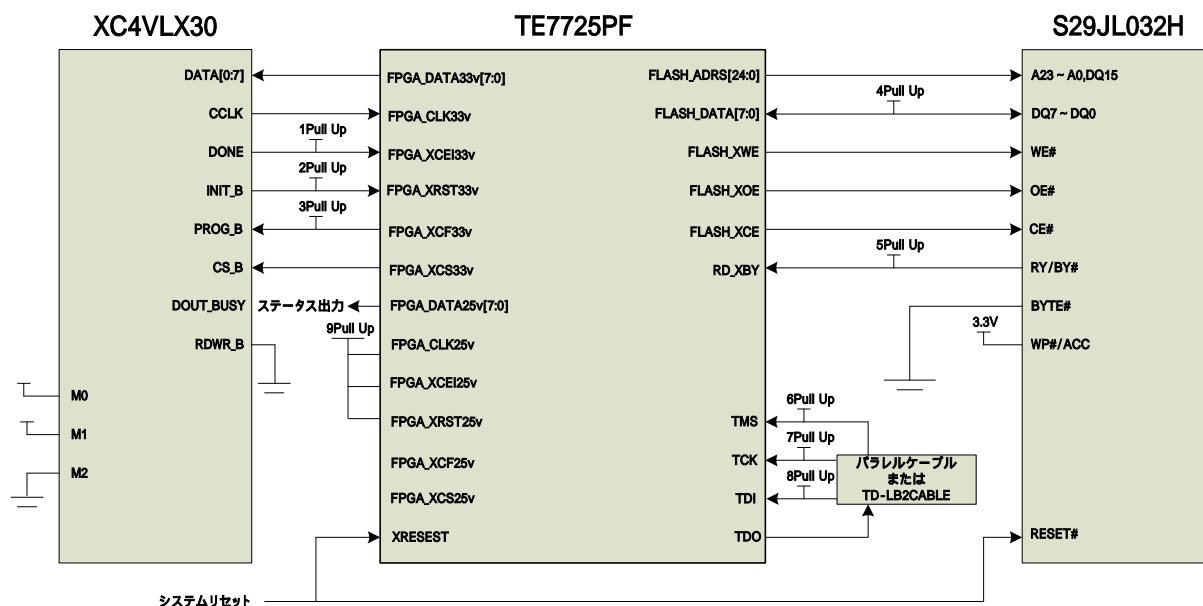 XC4VLX30
TE7725PF
S29JL032H
DATA[0:7]
CCLK
DONE
INIT_B
PROG_B
CS_B
DOUT_BUSY
RDWR_B
M0
M1
M2
1Pull Up
2Pull Up
3Pull Up
ステータス出力
9Pull Up
FPGA_DATA33v[7:0]
FPGA_CLK33v
FPGA_XCEI33v
FPGA_XRST33v
FPGA_XCF33v
FPGA_XCS33v
FPGA_DATA25v[7:0]
FPGA_CLK25v
FPGA_XCEI25v
FPGA_XRST25v
FPGA_XCF25v
FPGA_XCS25v
XRESEST
FLASH_ADRS[24:0]
FLASH_DATA[7:0]
FLASH_XWE
FLASH_XOE
FLASH_XCE
RD_XBY
TMS
TCK
TDI
TDO
4Pull Up
5Pull Up
3.3V
6Pull Up
7Pull Up
8Pull Up
パラレルケーブル
または
TD-LB2CABLE
A23～A0,DQ15
DQ7～DQ0
WE#
OE#
CE#
RY/BY#
BYTE#
WP#/ACC
RESET#
システムリセット